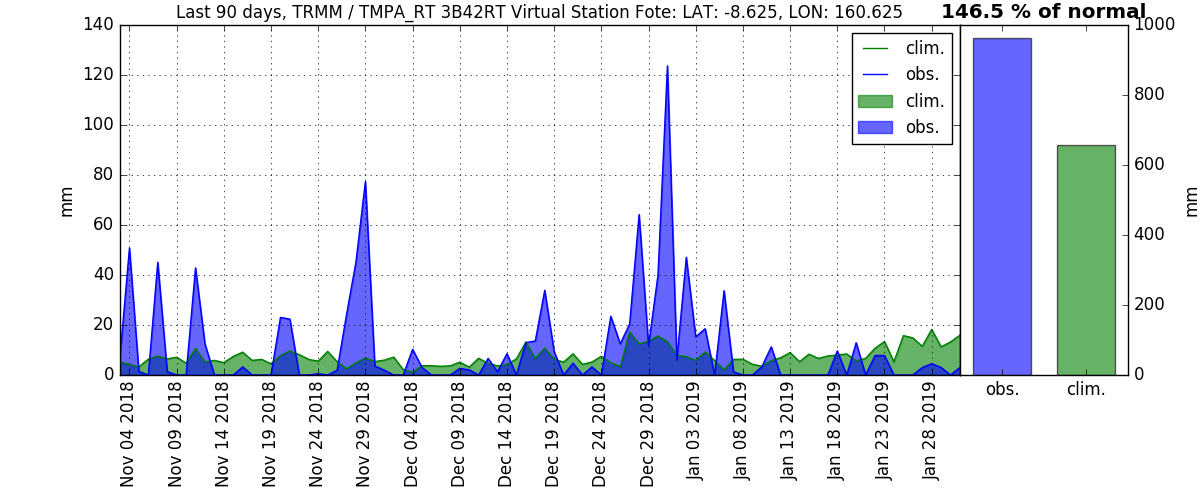 Last 90 days, TRMM / TMPA_RT 3B42RT Virtual Station Fote: LAT: -8.625, LON: 160.625
146.5 % of normal
140
120
100
80
60
40
20
0
mm
clim.
obs.
clim.
obs.
1000
800
600
400
200
0
mm
obs.
clim.
Nov 04 2018
Nov 09 2018
Nov 14 2018
Nov 19 2018
Nov 24 2018
Nov 29 2018
Dec 04 2018
Dec 09 2018
Dec 14 2018
Dec 19 2018
Dec 24 2018
Dec 29 2018
Jan 03 2019
Jan 08 2019
Jan 13 2019
Jan 18 2019
Jan 23 2019
Jan 28 2019